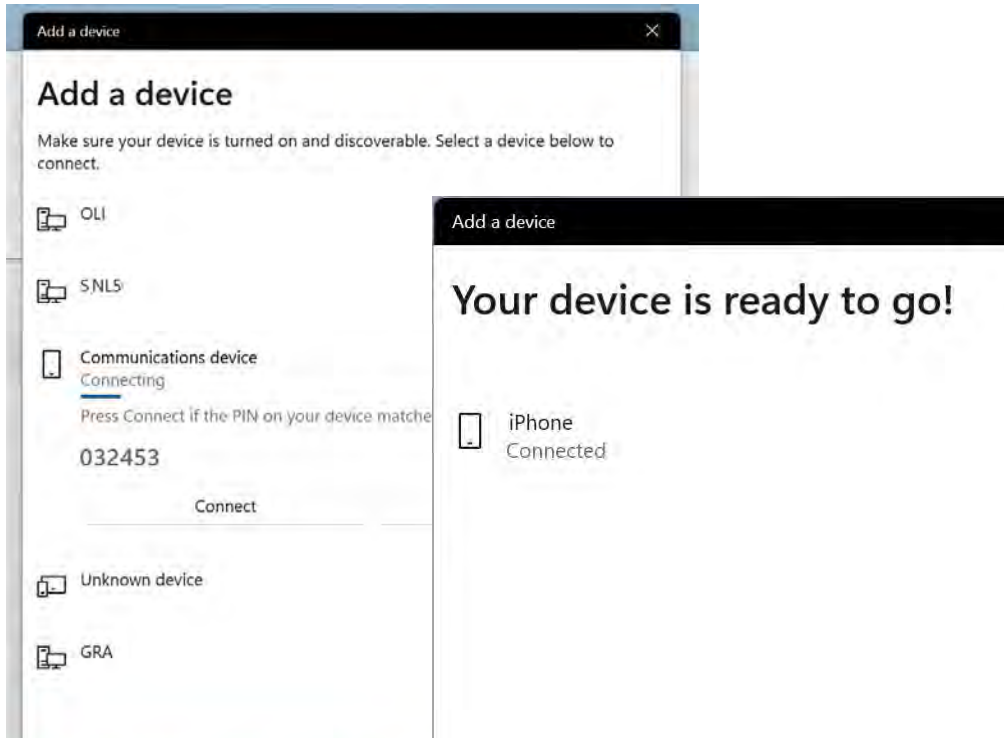 Add a device
Add a device
Make sure your device is turned on and discoverable. Select a device below to
connect.
OLI
SNL5
Communications device
Connecting
Press Connect if the PIN on your device matche
032453
Connect
Unknown device
GRA
Add a device
Your device is ready to go!
iPhone
Connected